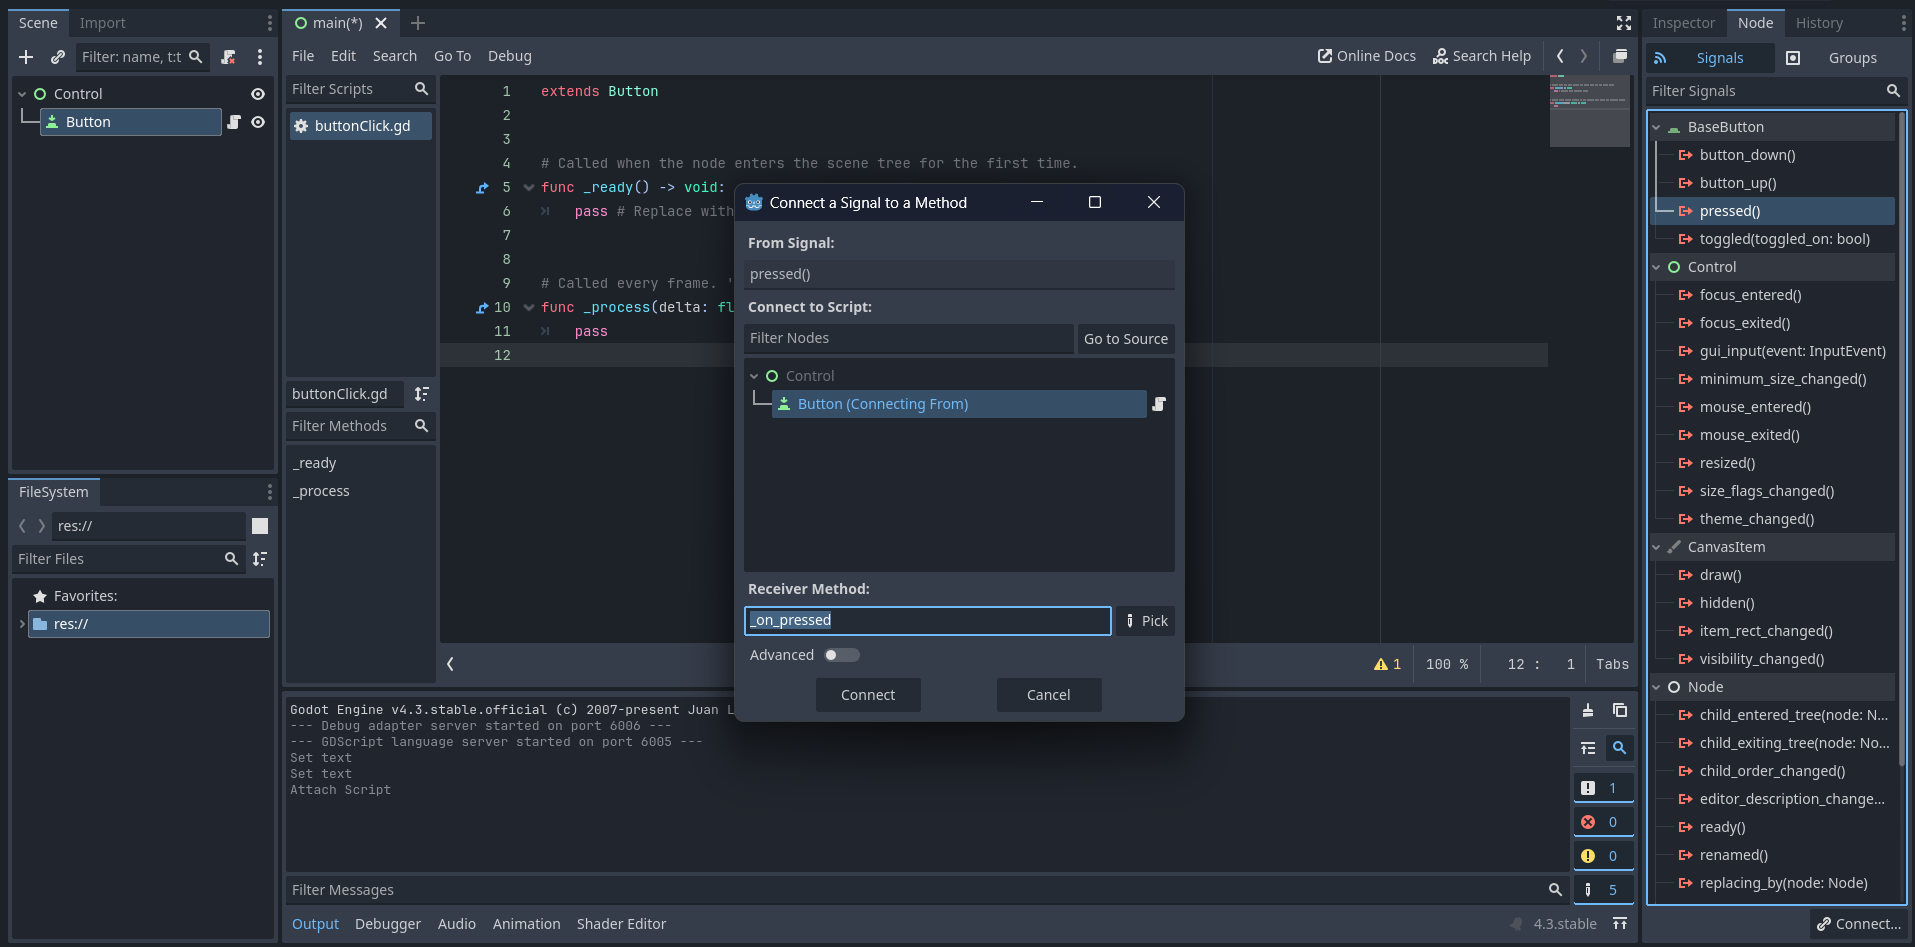 Scene
Import
Filter: name, t:t
Control
Button
FileSystem
res://
Filter Files
Favorites:
res://
main(*)
File Edit Search Go To Debug
Online Docs
Search Help
Filter Scripts
buttonClick.gd
buttonClick.gd
Filter Methods
_ready
_process
1 extends Button
2
3
4 # Called when the node enters the scene tree for the first time.
5 func _ready() -> void:
6 pass # Replace with
7
8
9 # Called every frame. '
10 func _process(delta: fl
11 pass
12
1
100 %
12 : 1
Tabs
Connect a Signal to a Method
From Signal:
pressed()
Connect to Script:
Filter Nodes
Go to Source
Control
Button (Connecting From)
Receiver Method:
_on_pressed
Pick
Advanced
Connect
Cancel
Godot Engine v4.3.stable.official (c) 2007-present Juan L
--- Debug adapter server started on port 6006 ---
--- GDScript language server started on port 6005 ---
Set text
Set text
Attach Script
1
0
0
5
Filter Messages
Output Debugger Audio Animation Shader Editor
4.3.stable
Inspector Node History
Signals
Groups
Filter Signals
BaseButton
button_down()
button_up()
pressed()
toggled(toggled_on: bool)
Control
focus_entered()
focus_exited()
gui_input(event: InputEvent)
minimum_size_changed()
mouse_entered()
mouse_exited()
resized()
size_flags_changed()
theme_changed()
CanvasItem
draw()
hidden()
item_rect_changed()
visibility_changed()
Node
child_entered_tree(node: N...
child_exiting_tree(node: No...
child_order_changed()
editor_description_change...
ready()
renamed()
replacing_by(node: Node)
Connect...